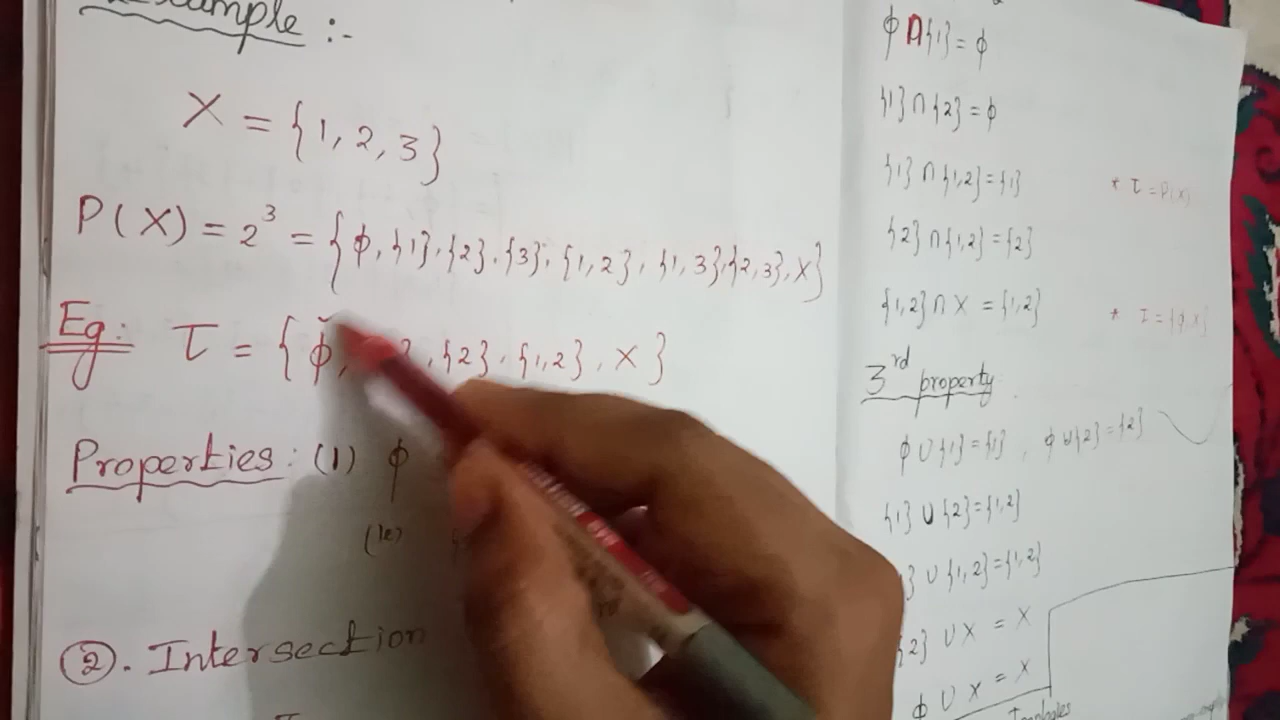 Example :-
X = {1, 2, 3}
P(X) = 2³ = {ϕ, {1}, {2}, {3}, {1, 2}, {1, 3}, {2, 3}, X}
Eg: τ = {ϕ, }, {2}, {1,2}, X}
Properties: (1) ϕ
(ie)
②. Intersection
ϕ ∩ {1} = ϕ
{1} ∩ {2} = ϕ
{1} ∩ {1,2} = {1}
* τ = P(X)
{2} ∩ {1,2} = {2}
{1,2} ∩ X = {1,2}
* τ = {ϕ, X}
3rd property
ϕ ∪ {1} = {1}, ϕ ∪ {2} = {2}
{1} ∪ {2} = {1,2}
} ∪ {1,2} = {1,2}
{2} ∪ X = X
ϕ ∪ X = X